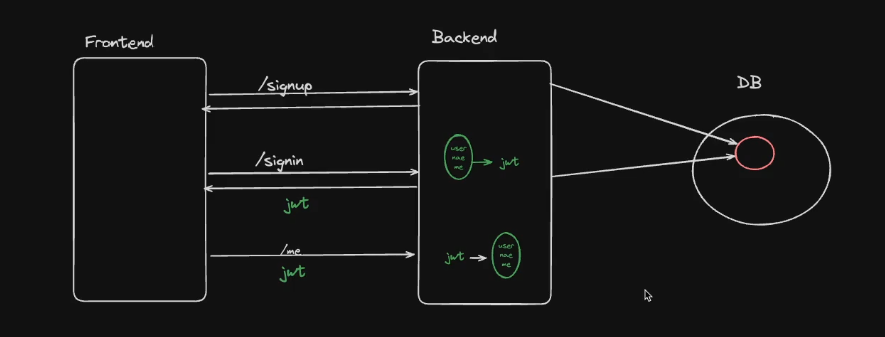 Frontend
Backend
DB
/signup
/signin
jwt
user
nae
me
jwt
/me
jwt
jwt
user
nae
me